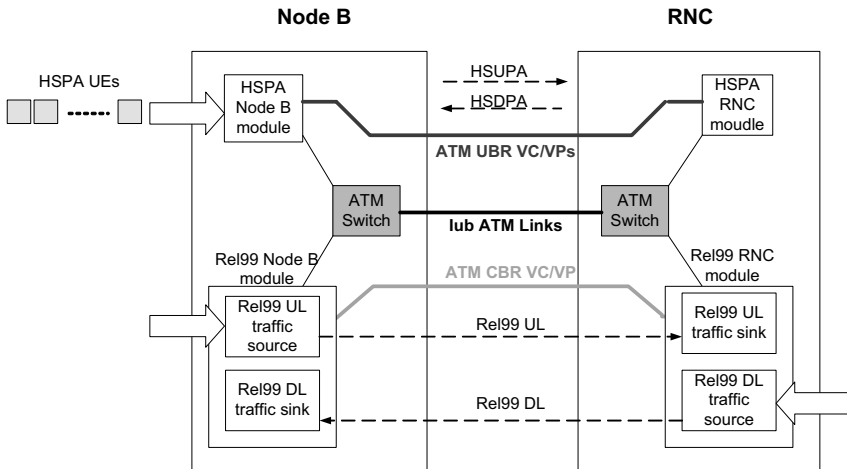 Node B
RNC
HSPA UEs
HSPA
Node B
module
HSUPA
HSDPA
HSPA
RNC
moudle
ATM UBR VC/VPs
ATM
Switch
Iub ATM Links
ATM
Switch
Rel99 Node B
module
ATM CBR VC/VP
Rel99 RNC
module
Rel99 UL
traffic
source
Rel99 UL
Rel99 UL
traffic sink
Rel99 DL
traffic sink
Rel99 DL
Rel99 DL
traffic
source